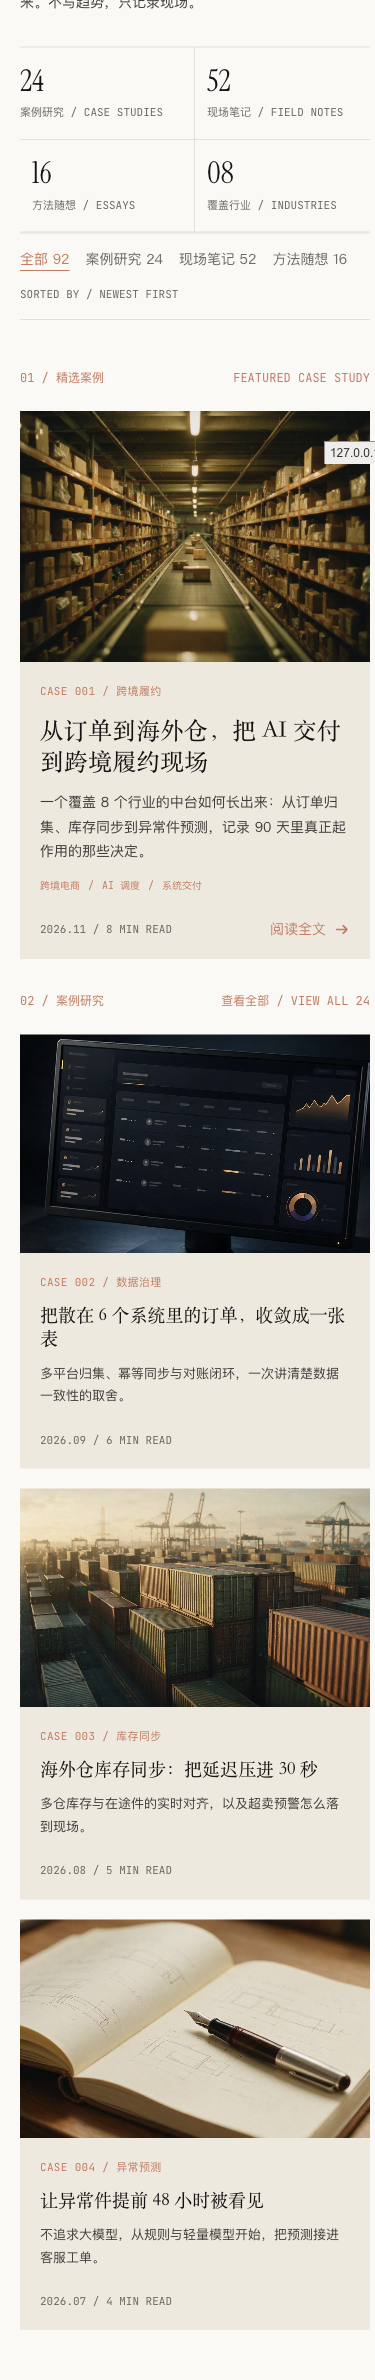 来。不写趋势，只记录现场。
24
案例研究 / CASE STUDIES
52
现场笔记 / FIELD NOTES
16
方法随想 / ESSAYS
08
覆盖行业 / INDUSTRIES
全部 92 案例研究 24 现场笔记 52 方法随想 16
SORTED BY / NEWEST FIRST
01 / 精选案例
FEATURED CASE STUDY
127.0.0.
CASE 001 / 跨境履约
从订单到海外仓，把 AI 交付
到跨境履约现场
一个覆盖 8 个行业的中台如何长出来：从订单归
集、库存同步到异常件预测，记录 90 天里真正起
作用的那些决定。
跨境电商 / AI 调度 / 系统交付
2026.11 / 8 MIN READ
阅读全文 →
02 / 案例研究
查看全部 / VIEW ALL 24
CASE 002 / 数据治理
把散在 6 个系统里的订单，收敛成一张
表
多平台归集、幂等同步与对账闭环，一次讲清楚数据
一致性的取舍。
2026.09 / 6 MIN READ
CASE 003 / 库存同步
海外仓库存同步：把延迟压进 30 秒
多仓库存与在途件的实时对齐，以及超卖预警怎么落
到现场。
2026.08 / 5 MIN READ
CASE 004 / 异常预测
让异常件提前 48 小时被看见
不追求大模型，从规则与轻量模型开始，把预测接进
客服工单。
2026.07 / 4 MIN READ